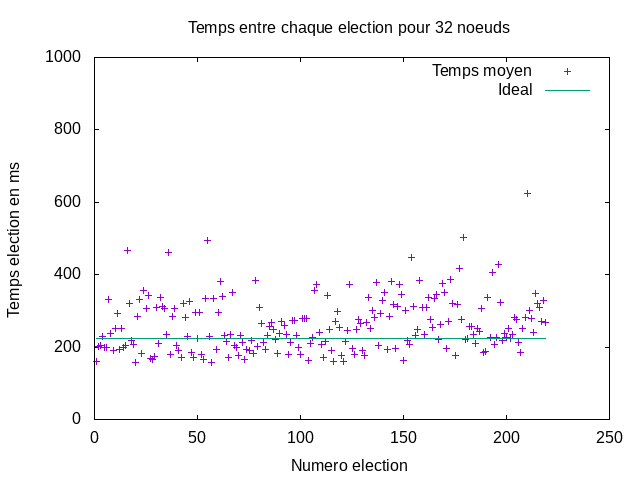 Temps entre chaque election pour 32 noeuds
Temps moyen
Ideal
Temps election en ms
1000
800
600
400
200
0
0 50 100 150 200 250
Numero election